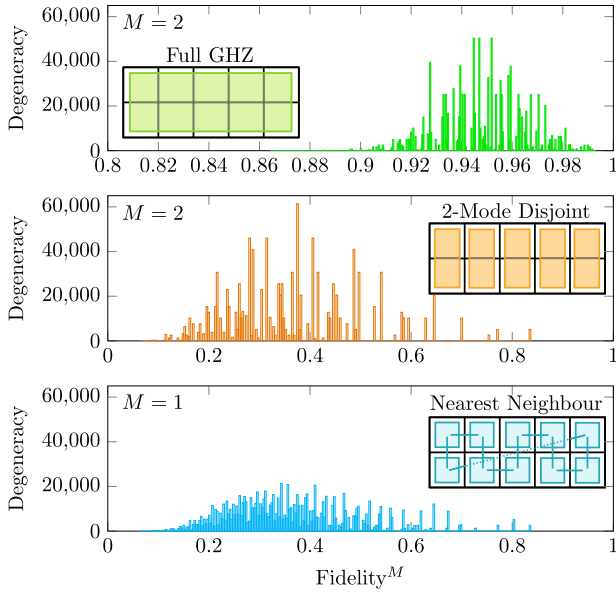 M = 2
Full GHZ
Degeneracy
60,000
40,000
20,000
0
0.8 0.82 0.84 0.86 0.88 0.9 0.92 0.94 0.96 0.98 1
M = 2
2-Mode Disjoint
Degeneracy
60,000
40,000
20,000
0
0 0.2 0.4 0.6 0.8 1
M = 1
Nearest Neighbour
Degeneracy
60,000
40,000
20,000
0
0 0.2 0.4 0.6 0.8 1
Fidelity^M